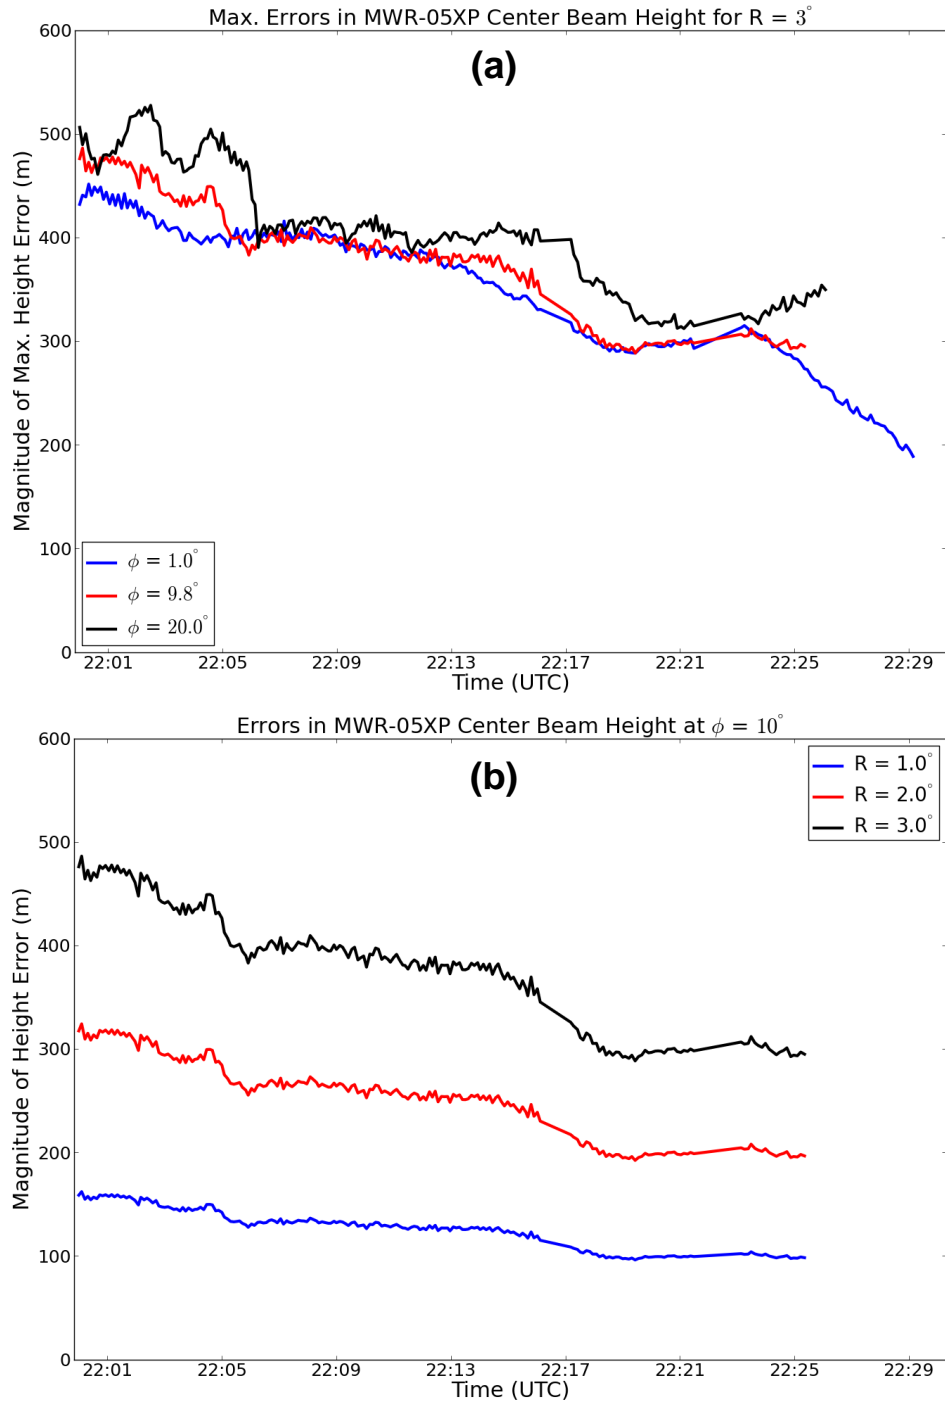 Max. Errors in MWR-05XP Center Beam Height for R = 3°
(a)
Magnitude of Max. Height Error (m)
600
500
400
300
200
100
0
ϕ = 1.0°
ϕ = 9.8°
ϕ = 20.0°
22:01 22:05 22:09 22:13 22:17 22:21 22:25 22:29
Time (UTC)
Errors in MWR-05XP Center Beam Height at ϕ = 10°
(b)
Magnitude of Height Error (m)
600
500
400
300
200
100
0
R = 1.0°
R = 2.0°
R = 3.0°
22:01 22:05 22:09 22:13 22:17 22:21 22:25 22:29
Time (UTC)